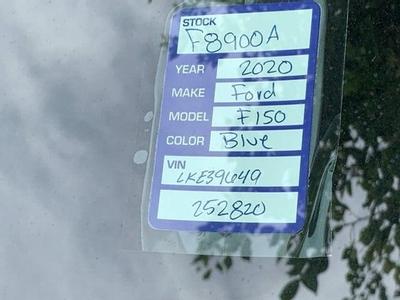 STOCK
F8900A
YEAR 2020
MAKE Ford
MODEL F150
COLOR Blue
VIN
LKE39649
252820